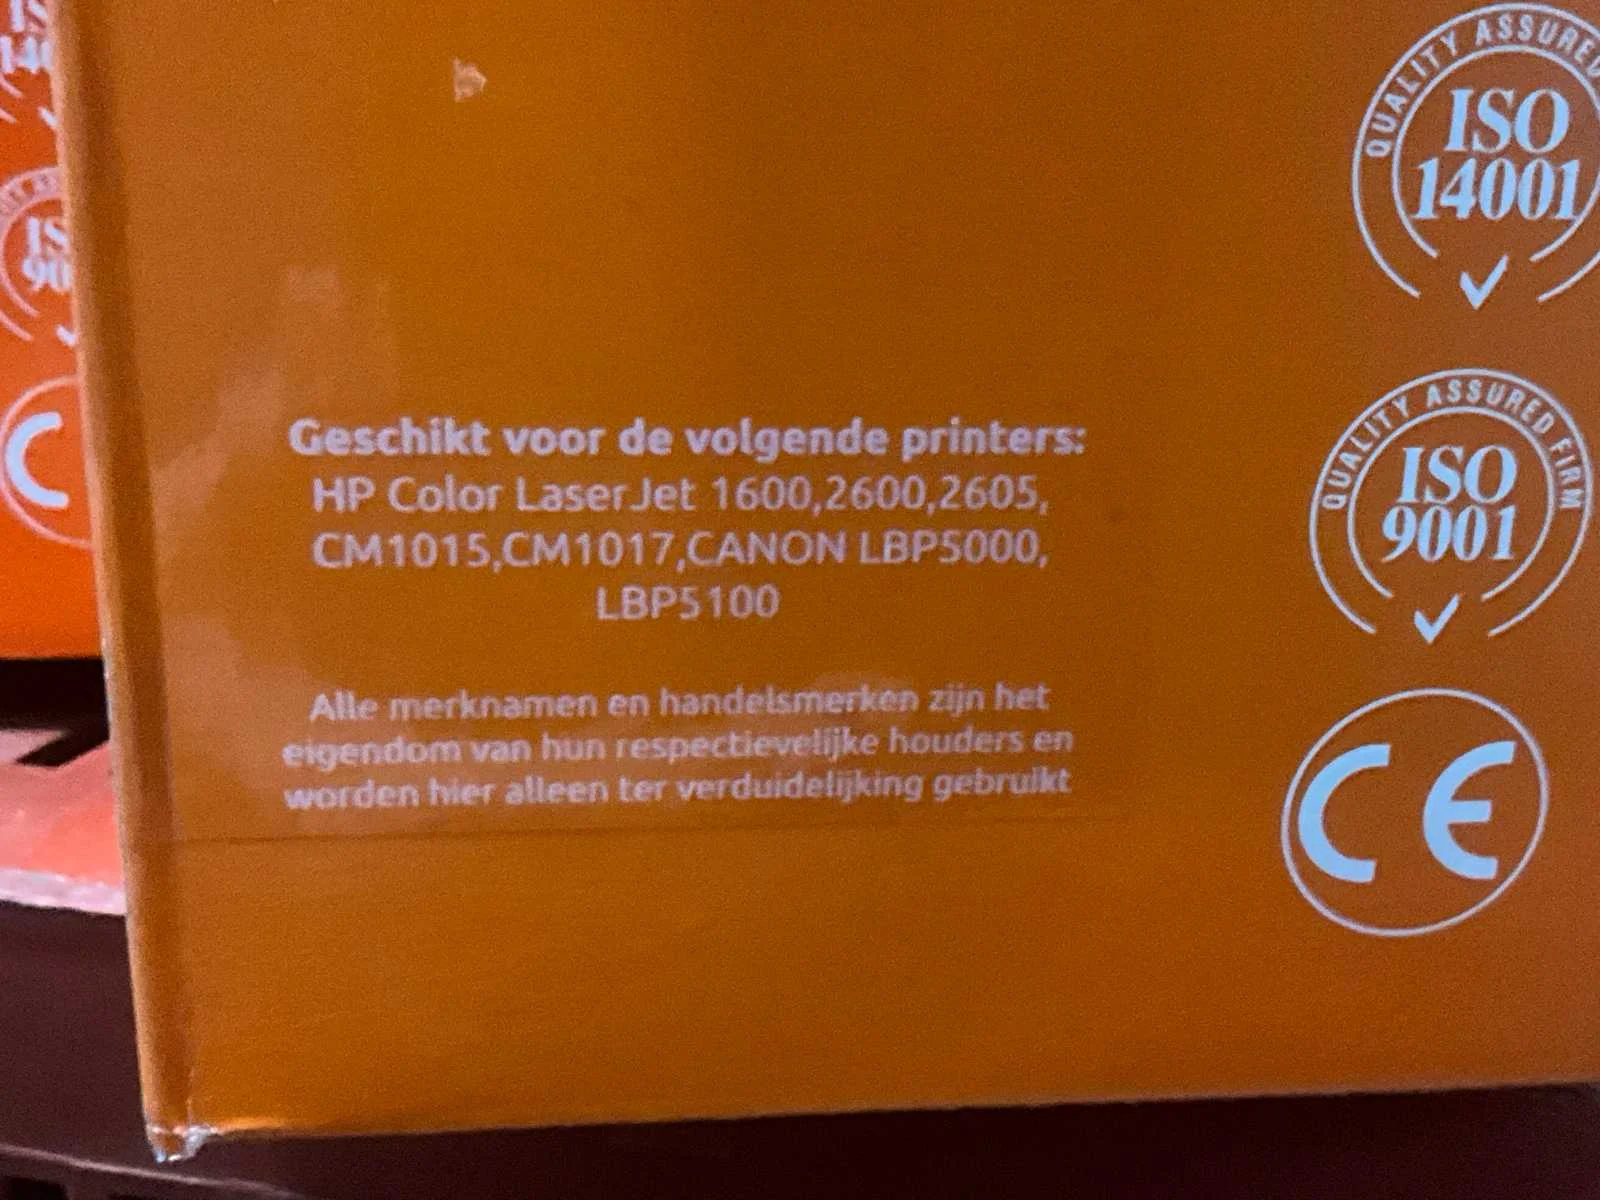 Geschikt voor de volgende printers:
HP Color LaserJet 1600,2600,2605,
CM1015,CM1017,CANON LBP5000,
LBP5100
Alle merknamen en handelsmerken zijn het
eigendom van hun respectievelijke houders en
worden hier alleen ter verduidelijking gebruikt
QUALITY ASSURED
ISO
14001
QUALITY ASSURED FIRM
ISO
9001
CE